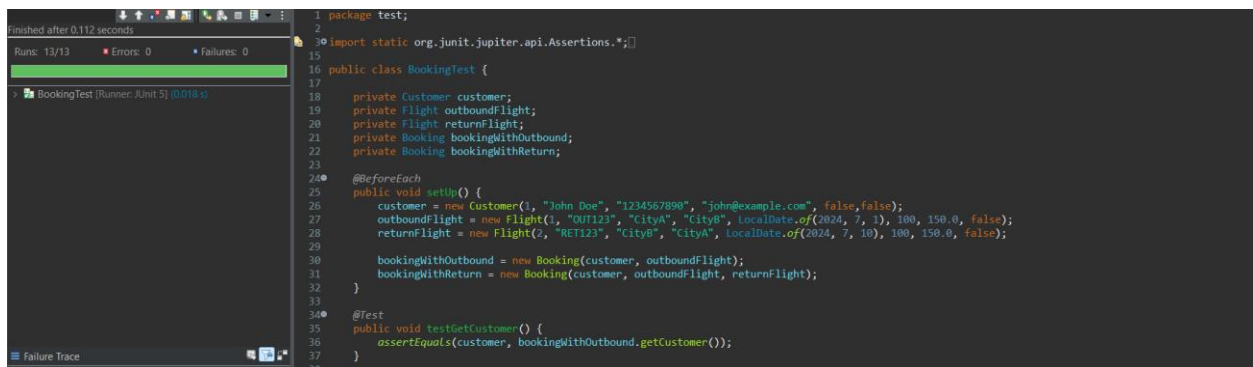 Finished after 0.112 seconds
Runs: 13/13 Errors: 0 Failures: 0
BookingTest [Runner: JUnit 5] (0.018 s)
Failure Trace
1 package test;
2
3 import static org.junit.jupiter.api.Assertions.*;
15
16 public class BookingTest {
17
18 private Customer customer;
19 private Flight outboundFlight;
20 private Flight returnFlight;
21 private Booking bookingWithOutbound;
22 private Booking bookingWithReturn;
23
24 @BeforeEach
25 public void setUp() {
26 customer = new Customer(1, "John Doe", "1234567890", "john@example.com", false,false);
27 outboundFlight = new Flight(1, "OUT123", "CityA", "CityB", LocalDate.of(2024, 7, 1), 100, 150.0, false);
28 returnFlight = new Flight(2, "RET123", "CityB", "CityA", LocalDate.of(2024, 7, 10), 100, 150.0, false);
29
30 bookingWithOutbound = new Booking(customer, outboundFlight);
31 bookingWithReturn = new Booking(customer, outboundFlight, returnFlight);
32 }
33
34 @Test
35 public void testGetCustomer() {
36 assertEquals(customer, bookingWithOutbound.getCustomer());
37 }